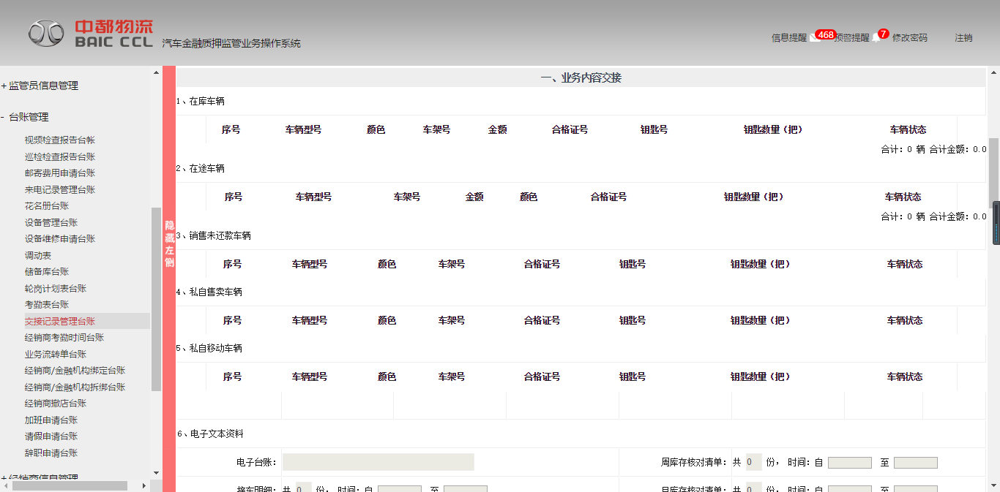 中都物流
BAIC CCL
汽车金融质押监管业务操作系统
信息提醒 468 预警提醒 7 修改密码 注销
+ 监管员信息管理
- 台账管理
视频检查报告台帐
巡检检查报告台账
邮寄费用申请台账
来电记录管理台账
花名册台账
设备管理台账
设备维修申请台账
调动表
储备库台账
轮岗计划表台账
考勤表台账
交接记录管理台账
经销商考勤时间台账
业务流转单台账
经销商/金融机构绑定台账
经销商/金融机构拆绑台账
经销商撤店台账
加班申请台账
请假申请台账
辞职申请台账
+ 经销商信息管理
隐藏左侧
一、业务内容交接
1、在库车辆
序号 车辆型号 颜色 车架号 金额 合格证号 钥匙号 钥匙数量（把） 车辆状态
合计：0 辆 合计金额：0.0
2、在途车辆
序号 车辆型号 车架号 金额 颜色 合格证号 钥匙数量（把） 车辆状态
合计：0 辆 合计金额：0.0
3、销售未还款车辆
序号 车辆型号 颜色 车架号 合格证号 钥匙号 钥匙数量（把） 车辆状态
4、私自售卖车辆
序号 车辆型号 颜色 车架号 合格证号 钥匙号 钥匙数量（把） 车辆状态
5、私自移动车辆
序号 车辆型号 颜色 车架号 合格证号 钥匙号 钥匙数量（把） 车辆状态
6、电子文本资料
电子台账： 周库存核对清单：共 0 份， 时间：自 至
接车明细：共 0 份， 时间：自 至 月库存核对清单：共 0 份， 时间：自 至